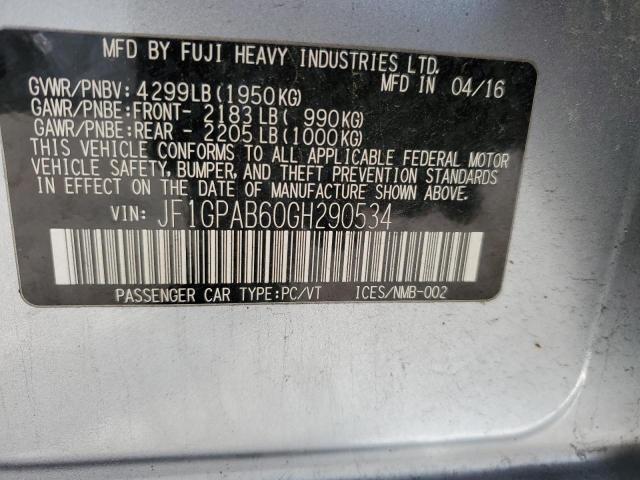 MFD BY FUJI HEAVY INDUSTRIES LTD.
MFD IN 04/16
GVWR/PNBV: 4299LB(1950KG)
GAWR/PNBE:FRONT- 2183LB( 990KG)
GAWR/PNBE:REAR - 2205LB(1000KG)
THIS VEHICLE CONFORMS TO ALL APPLICABLE FEDERAL MOTOR
VEHICLE SAFETY, BUMPER, AND THEFT PREVENTION STANDARDS
IN EFFECT ON THE DATE OF MANUFACTURE SHOWN ABOVE.
VIN: JF1GPAB60GH290534
PASSENGER CAR TYPE:PC/VT ICES/NMB-002